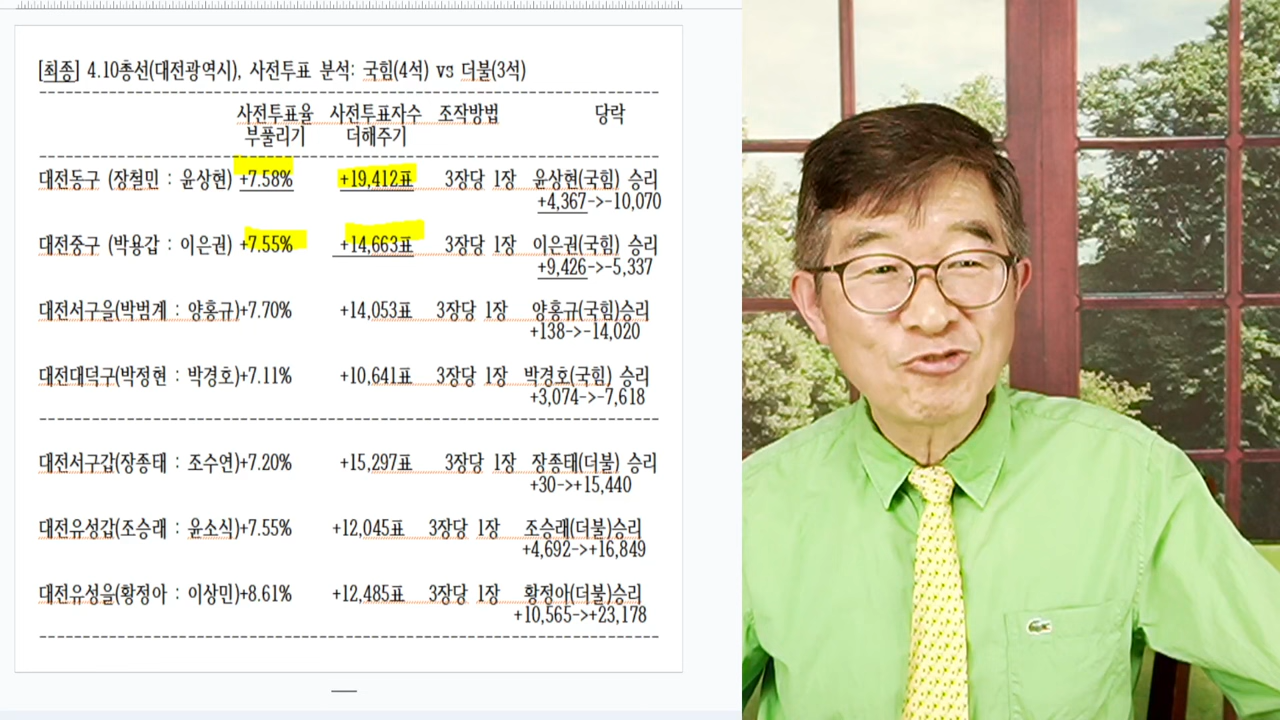 [최종] 4.10총선(대전광역시), 사전투표 분석: 국힘(4석) vs 더불(3석)
사전투표율 사전투표자수 조작방법 당락
부풀리기 더해주기
대전동구 (장철민 : 윤상현) +7.58% +19,412표 3장당 1장 윤상현(국힘) 승리
+4,367->-10,070
대전중구 (박용갑 : 이은권) +7.55% +14,663표 3장당 1장 이은권(국힘) 승리
+9,426->-5,337
대전서구을(박범계 : 양홍규)+7.70% +14,053표 3장당 1장 양홍규(국힘)승리
+138->-14,020
대전대덕구(박정현 : 박경호)+7.11% +10,641표 3장당 1장 박경호(국힘) 승리
+3,074->-7,618
대전서구갑(장종태 : 조수연)+7.20% +15,297표 3장당 1장 장종태(더불) 승리
+30->+15,440
대전유성갑(조승래 : 윤소식)+7.55% +12,045표 3장당 1장 조승래(더불)승리
+4,692->+16,849
대전유성을(황정아 : 이상민)+8.61% +12,485표 3장당 1장 황정아(더불)승리
+10,565->+23,178